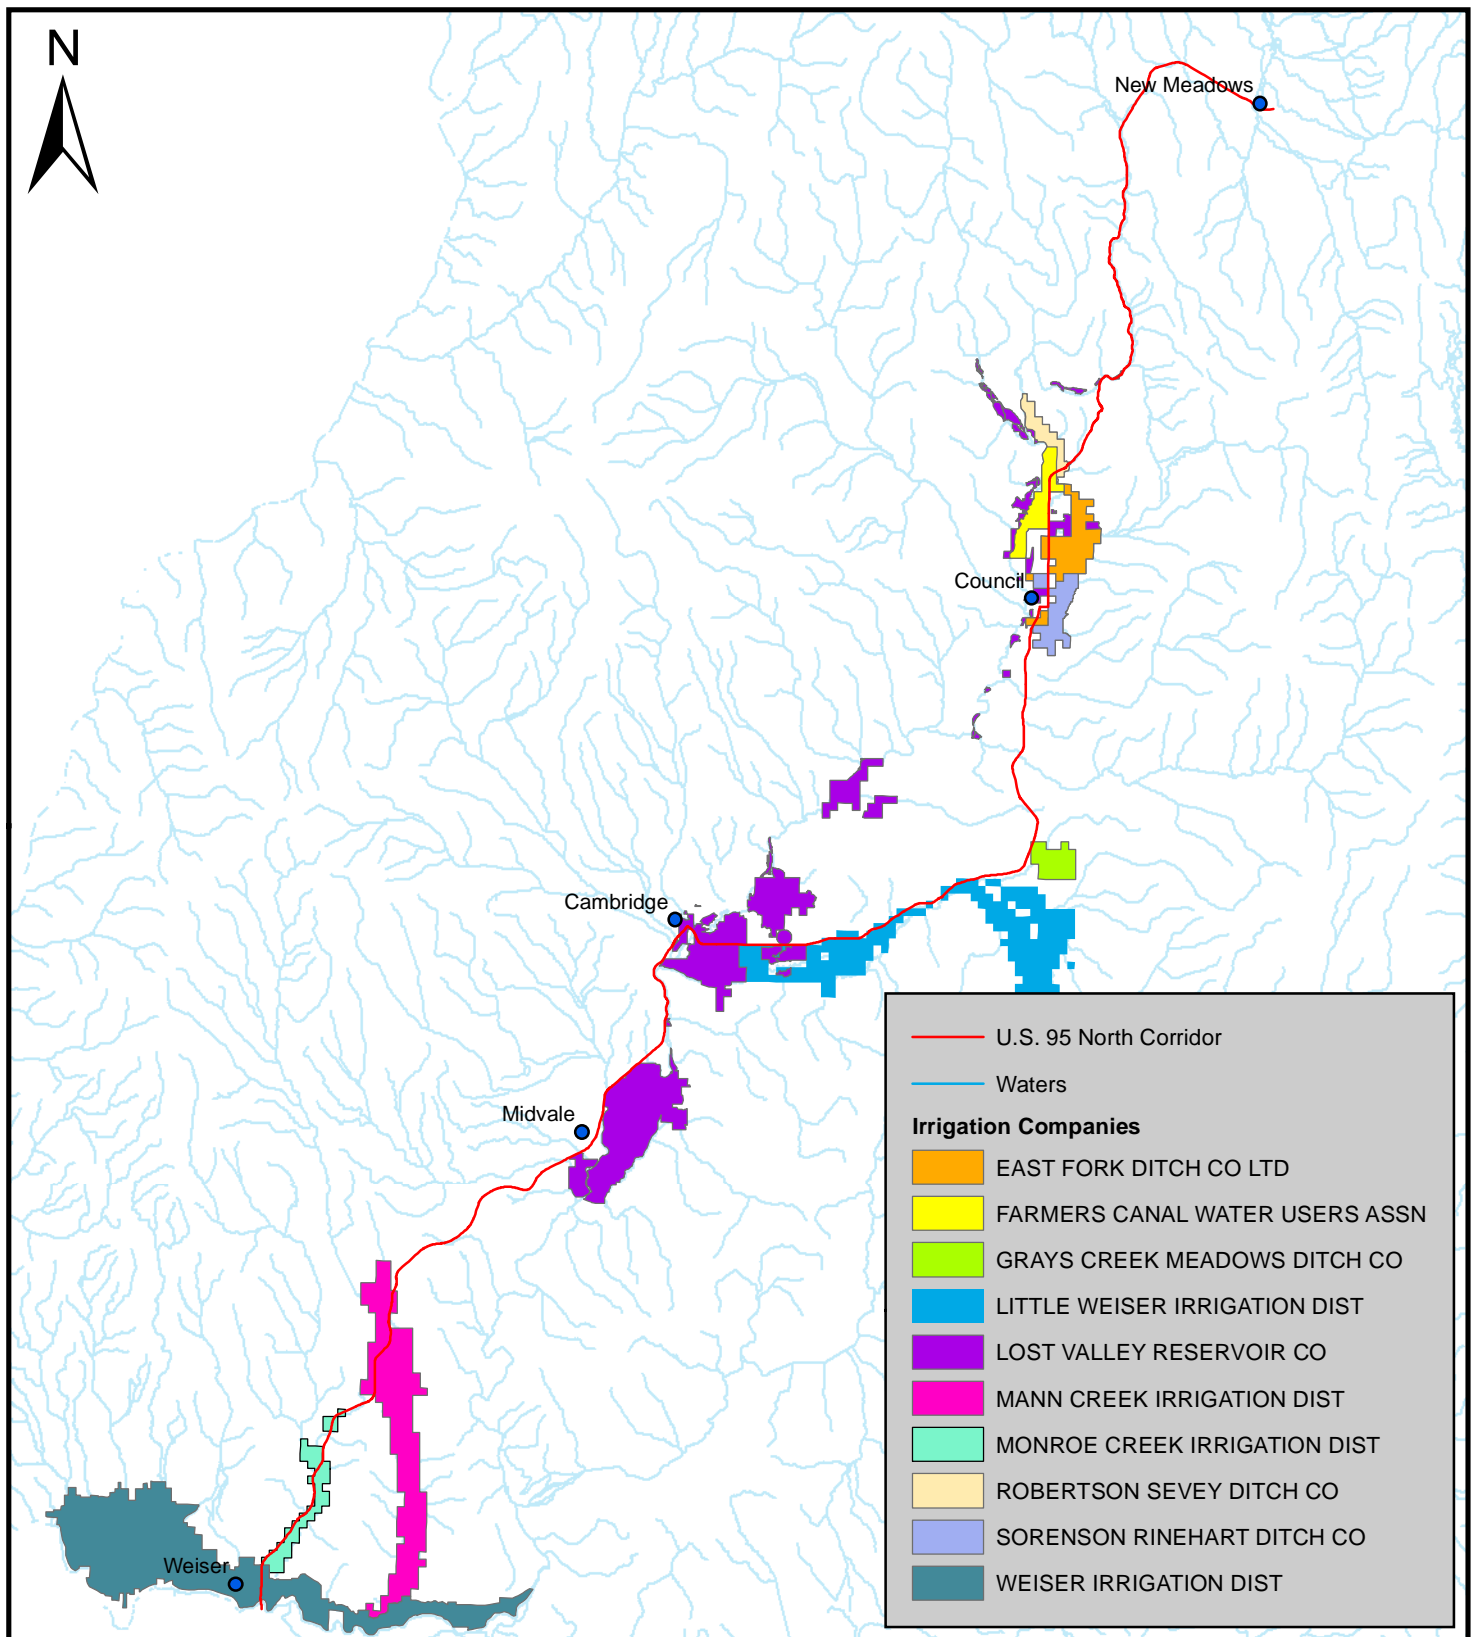 N
New Meadows
Council
Cambridge
Midvale
Weiser
U.S. 95 North Corridor
Waters
Irrigation Companies
EAST FORK DITCH CO LTD
FARMERS CANAL WATER USERS ASSN
GRAYS CREEK MEADOWS DITCH CO
LITTLE WEISER IRRIGATION DIST
LOST VALLEY RESERVOIR CO
MANN CREEK IRRIGATION DIST
MONROE CREEK IRRIGATION DIST
ROBERTSON SEVEY DITCH CO
SORENSON RINEHART DITCH CO
WEISER IRRIGATION DIST